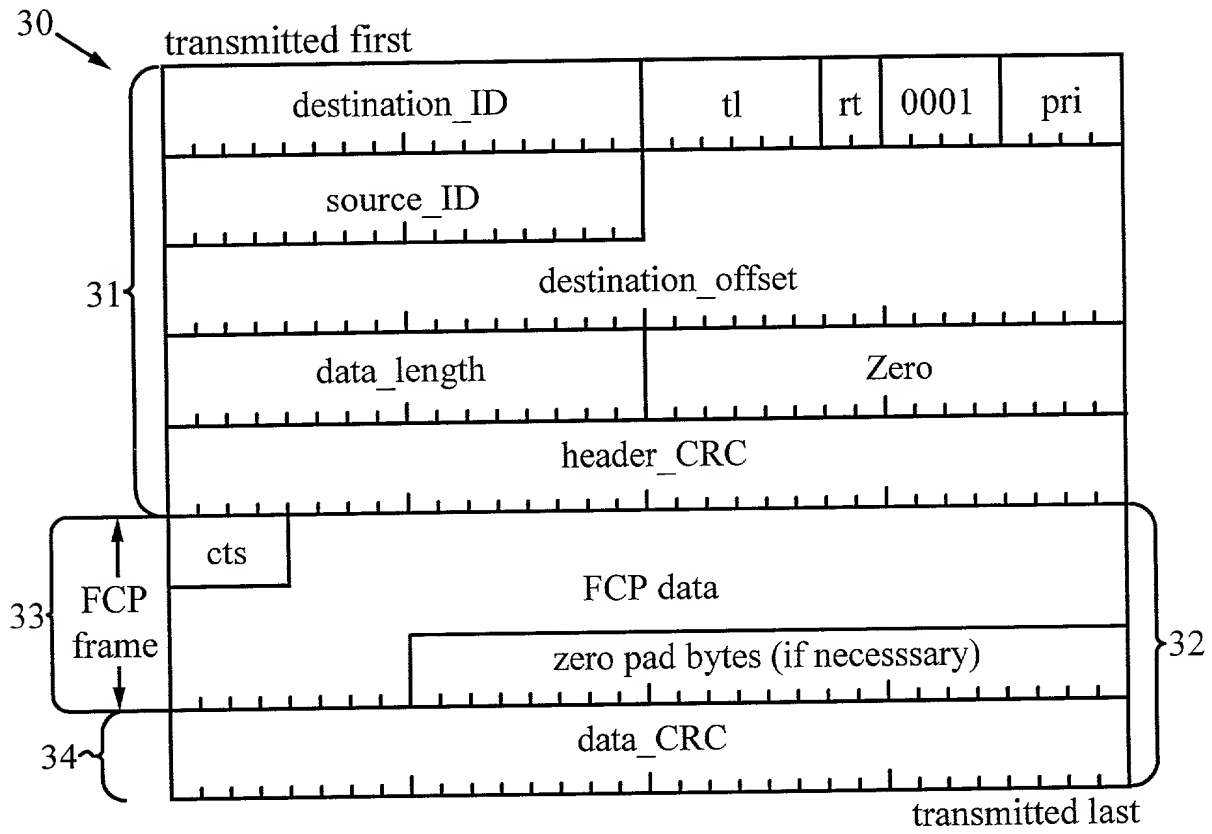 30
transmitted first
destination_ID tl rt 0001 pri
source_ID
31
destination_offset
data_length Zero
header_CRC
cts
33 FCP frame
FCP data
32
zero pad bytes (if necesssary)
34
data_CRC
transmitted last